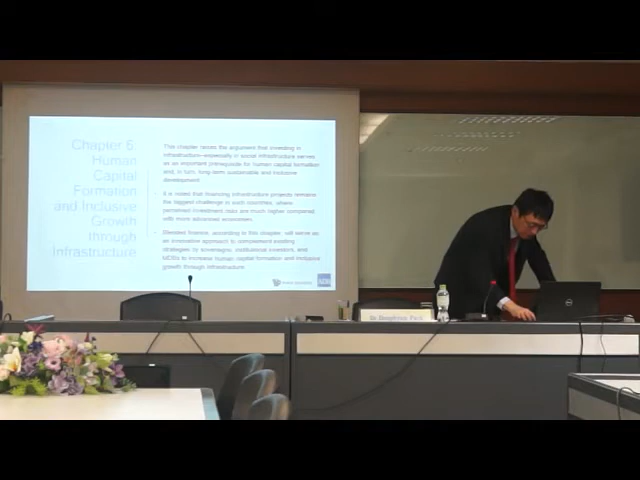 Chapter 5:
Human
Capital
Formation
and Inclusive
Growth
through
Infrastructure
This chapter raises the argument that investing in
infrastructure—especially in social infrastructure serves
as an important prerequisite for human capital formation
and, in turn, long-term sustainable and inclusive
development.
It is noted that financing infrastructure projects remains
the biggest challenge in such countries, where
perceived investment risks are much higher compared
with more advanced economies.
Blended finance, according to this chapter, will serve as
an innovative approach to complement existing
strategies by sovereigns, institutional investors, and
MDBs to increase human capital formation and inclusive
growth through infrastructure.
ADB
Dr. Donghyun Park
DELL